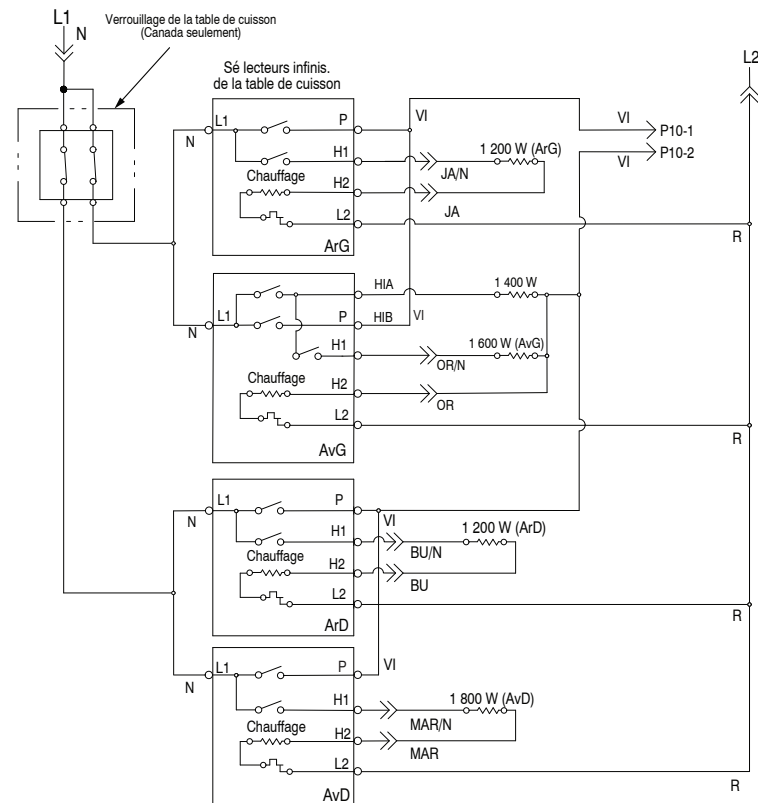 L1
N
Verrouillage de la table de cuisson
(Canada seulement)
Sé lecteurs infinis.
de la table de cuisson
L2
N
L1
P
VI
VI
P10-1
H1
1 200 W (ArG)
VI
P10-2
JA/N
Chauffage
H2
JA
L2
R
ArG
HIA
1 400 W
N
L1
P
HIB
VI
H1
1 600 W (AvG)
OR/N
Chauffage
H2
OR
L2
R
AvG
N
L1
P
VI
H1
1 200 W (ArD)
BU/N
Chauffage
H2
BU
L2
R
ArD
N
L1
P
VI
H1
1 800 W (AvD)
MAR/N
Chauffage
H2
MAR
L2
R
AvD